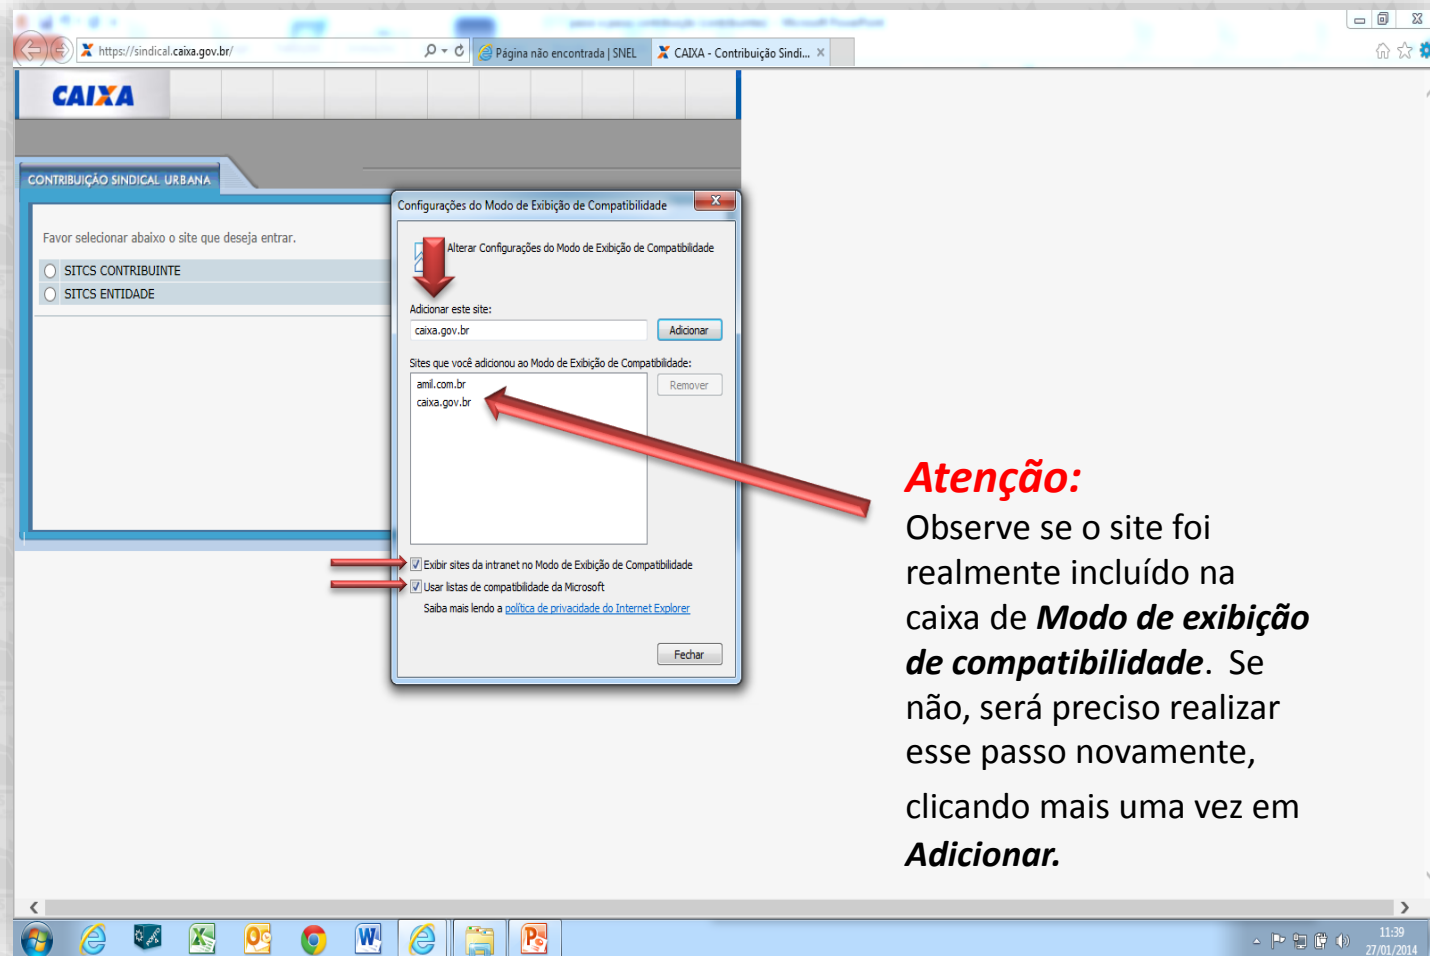 https://sindical.caixa.gov.br/
Página não encontrada | SNEL
CAIXA - Contribuição Sindi...
CAIXA
CONTRIBUIÇÃO SINDICAL URBANA
Favor selecionar abaixo o site que deseja entrar.
SITCS CONTRIBUINTE
SITCS ENTIDADE
Configurações do Modo de Exibição de Compatibilidade
Alterar Configurações do Modo de Exibição de Compatibilidade
Adicionar este site:
caixa.gov.br
Adicionar
Sites que você adicionou ao Modo de Exibição de Compatibilidade:
amil.com.br
caixa.gov.br
Remover
Exibir sites da intranet no Modo de Exibição de Compatibilidade
Usar listas de compatibilidade da Microsoft
Saiba mais lendo a política de privacidade do Internet Explorer
Fechar
Atenção:
Observe se o site foi
realmente incluído na
caixa de Modo de exibição
de compatibilidade. Se
não, será preciso realizar
esse passo novamente,
clicando mais uma vez em
Adicionar.
11:39
27/01/2014